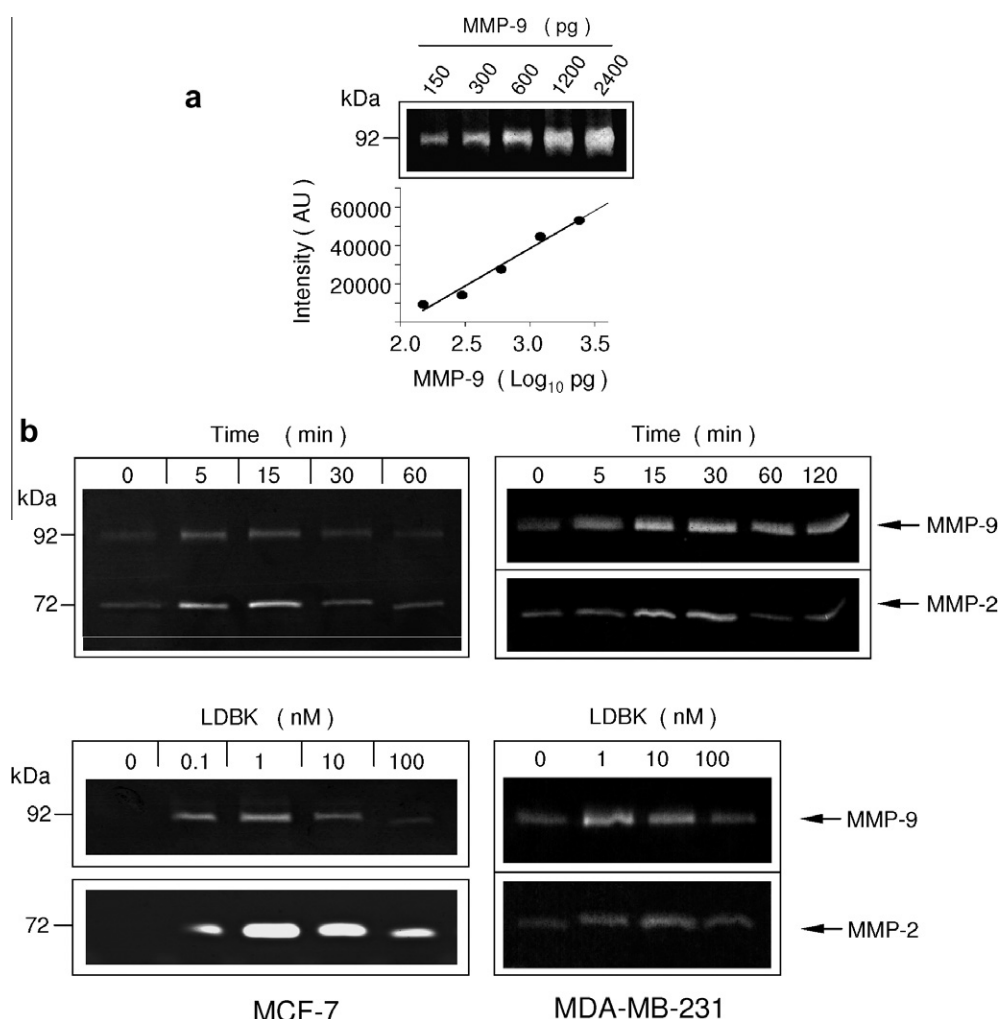 MMP-9 ( pg )
150 300 600 1200 2400
a
kDa
92
Intensity ( AU )
60000
40000
20000
2.0 2.5 3.0 3.5
MMP-9 ( Log10 pg )
b
Time ( min ) Time ( min )
0 5 15 30 60 0 5 15 30 60 120
kDa
92 MMP-9
72 MMP-2
LDBK ( nM ) LDBK ( nM )
0 0.1 1 10 100 0 1 10 100
kDa
92 MMP-9
72 MMP-2
MCF-7 MDA-MB-231